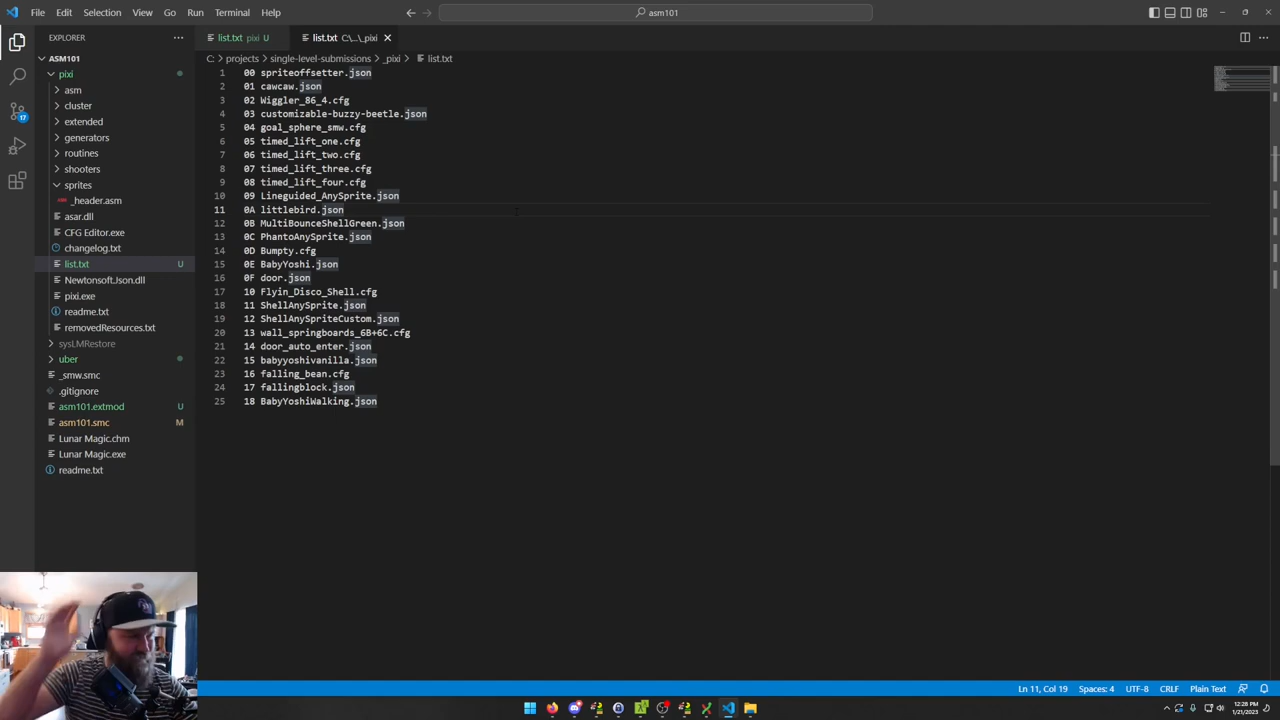 File Edit Selection View Go Run Terminal Help
asm101
EXPLORER
list.txt pixi U
list.txt C:\...\_pixi
C: > projects > single-level-submissions > _pixi > list.txt
ASM101
pixi
asm
cluster
extended
generators
routines
shooters
sprites
_header.asm
asar.dll
CFG Editor.exe
changelog.txt
list.txt U
Newtonsoft.Json.dll
pixi.exe
readme.txt
removedResources.txt
sysLMRestore
uber
_smw.smc
.gitignore
asm101.extmod U
asm101.smc M
Lunar Magic.chm
Lunar Magic.exe
readme.txt
17
1 00 spriteoffsetter.json
2 01 cawcaw.json
3 02 Wiggler_86_4.cfg
4 03 customizable-buzzy-beetle.json
5 04 goal_sphere_smw.cfg
6 05 timed_lift_one.cfg
7 06 timed_lift_two.cfg
8 07 timed_lift_three.cfg
9 08 timed_lift_four.cfg
10 09 Lineguided_AnySprite.json
11 0A littlebird.json
12 0B MultiBounceShellGreen.json
13 0C PhantoAnySprite.json
14 0D Bumpty.cfg
15 0E BabyYoshi.json
16 0F door.json
17 10 Flyin_Disco_Shell.cfg
18 11 ShellAnySprite.json
19 12 ShellAnySpriteCustom.json
20 13 wall_springboards_6B+6C.cfg
21 14 door_auto_enter.json
22 15 babyyoshivanilla.json
23 16 falling_bean.cfg
24 17 fallingblock.json
25 18 BabyYoshiWalking.json
Ln 11, Col 19 Spaces: 4 UTF-8 CRLF Plain Text
12:28 PM
1/21/2023